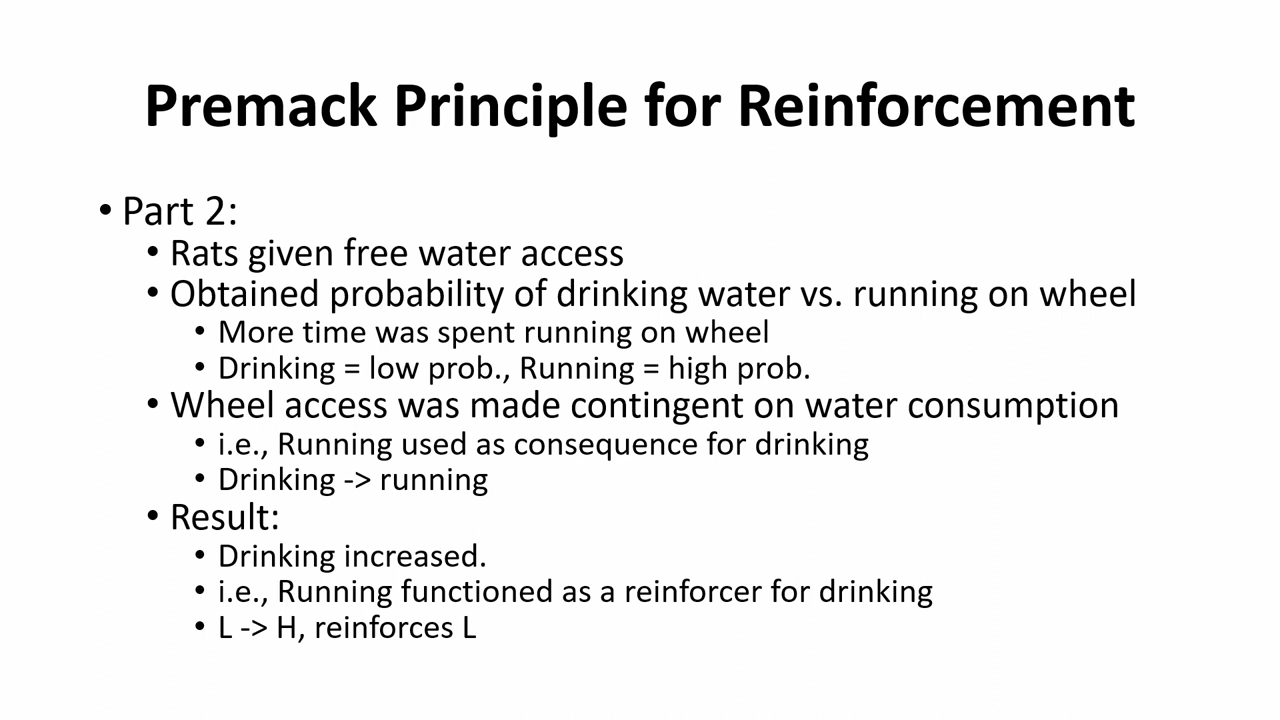 Premack Principle for Reinforcement
• Part 2:
• Rats given free water access
• Obtained probability of drinking water vs. running on wheel
• More time was spent running on wheel
• Drinking = low prob., Running = high prob.
• Wheel access was made contingent on water consumption
• i.e., Running used as consequence for drinking
• Drinking -> running
• Result:
• Drinking increased.
• i.e., Running functioned as a reinforcer for drinking
• L -> H, reinforces L